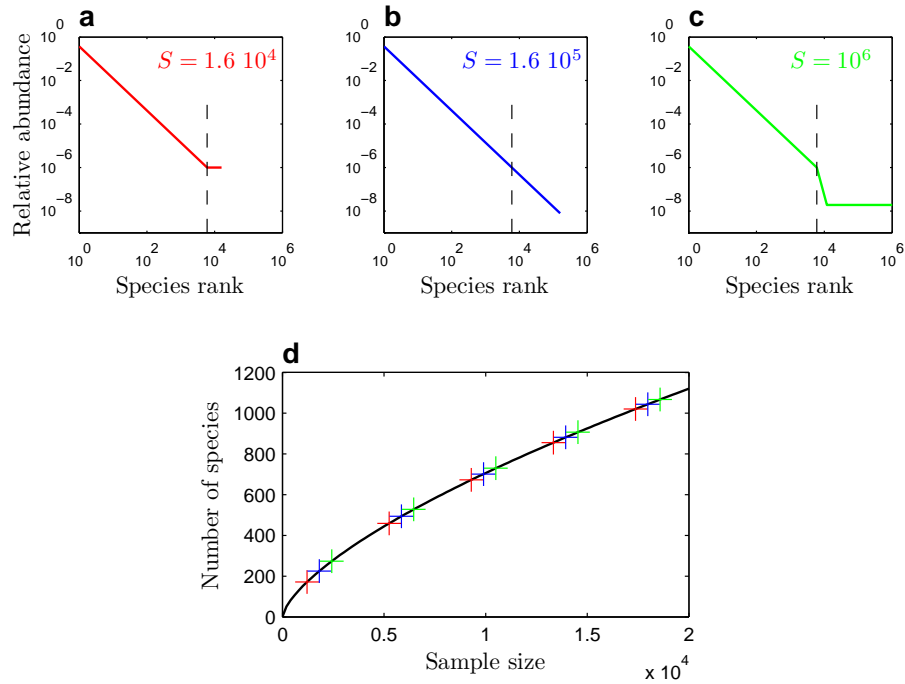 a
b
c
Relative abundance
10^0
10^-2
10^-4
10^-6
10^-8
S = 1.6 10^4
10^0 10^2 10^4 10^6
Species rank
10^0
10^-2
10^-4
10^-6
10^-8
S = 1.6 10^5
10^0 10^2 10^4 10^6
Species rank
10^0
10^-2
10^-4
10^-6
10^-8
S = 10^6
10^0 10^2 10^4 10^6
Species rank
d
Number of species
1200
1000
800
600
400
200
0
0 0.5 1 1.5 2
Sample size
x 10^4